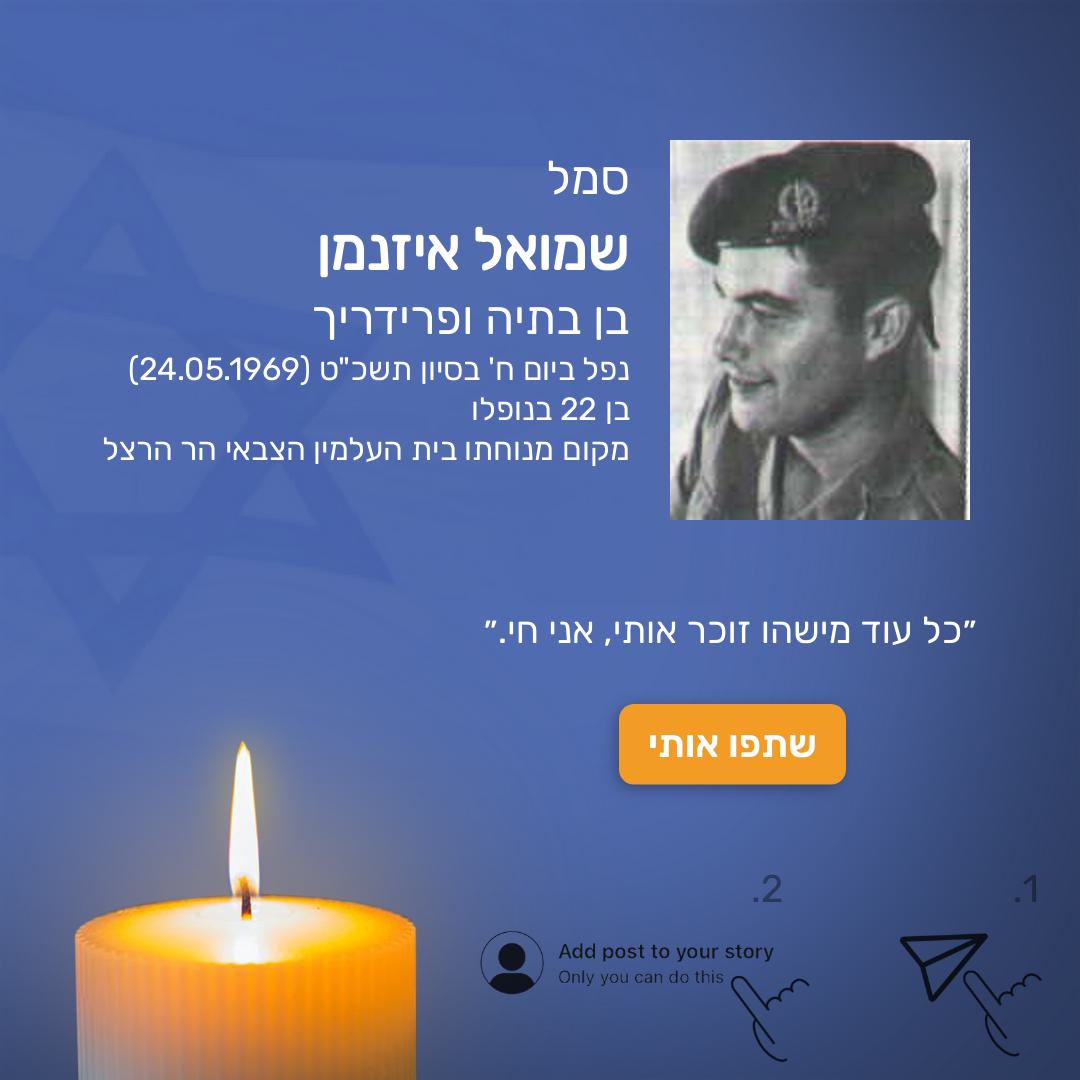 סמל
שמואל איזנמן
בן בתיה ופרידריך
נפל ביום ח' בסיון תשכ"ט (24.05.1969)
בן 22 בנופלו
מקום מנוחתו בית העלמין הצבאי הר הרצל
״כל עוד מישהו זוכר אותי, אני חי.״
שתפו אותי
.1
.2
Add post to your story
Only you can do this